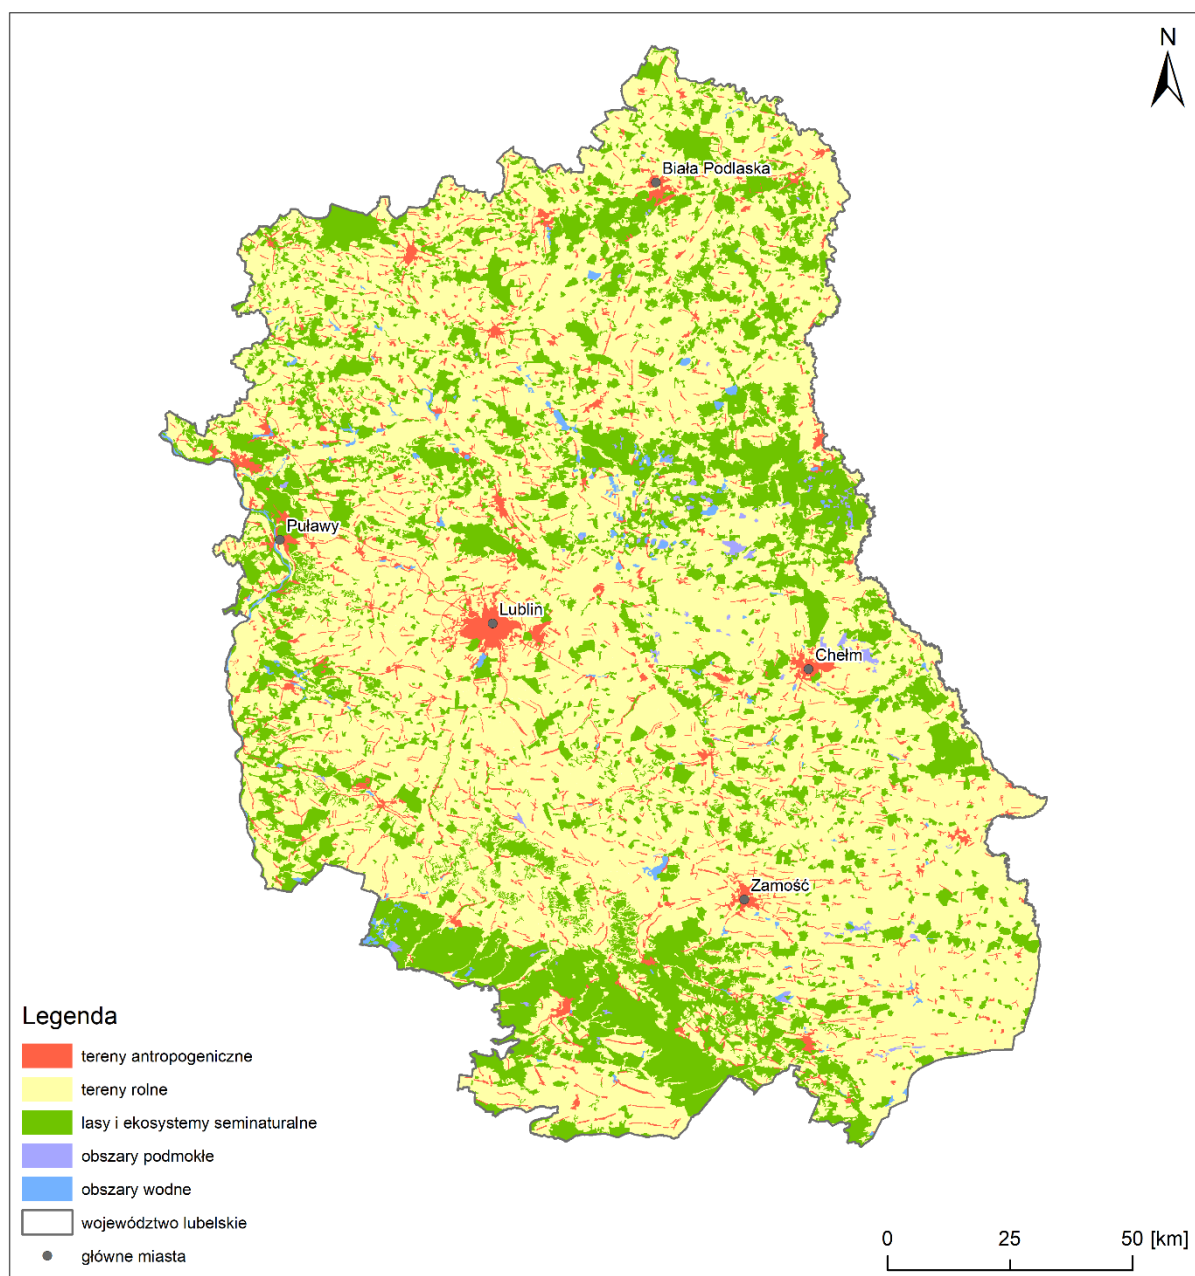 N
Biała Podlaska
Puławy
Lublin
Chełm
Zamość
Legenda
tereny antropogeniczne
tereny rolne
lasy i ekosystemy seminaturalne
obszary podmokłe
obszary wodne
województwo lubelskie
główne miasta
0 25 50 [km]